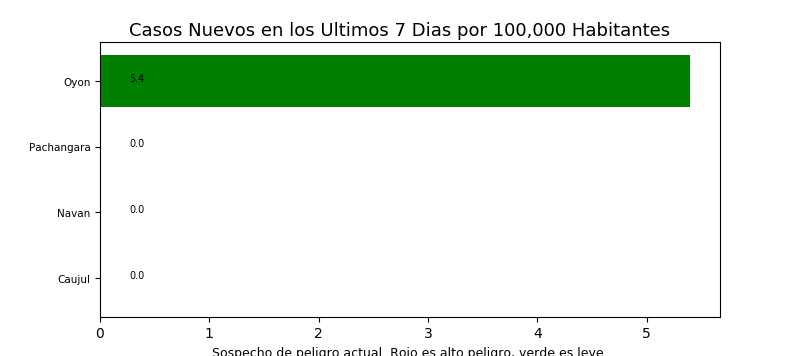 Casos Nuevos en los Ultimos 7 Dias por 100,000 Habitantes
Oyon 5.4
Pachangara 0.0
Navan 0.0
Caujul 0.0
0 1 2 3 4 5
Sospecho de peligro actual. Rojo es alto peligro, verde es leve